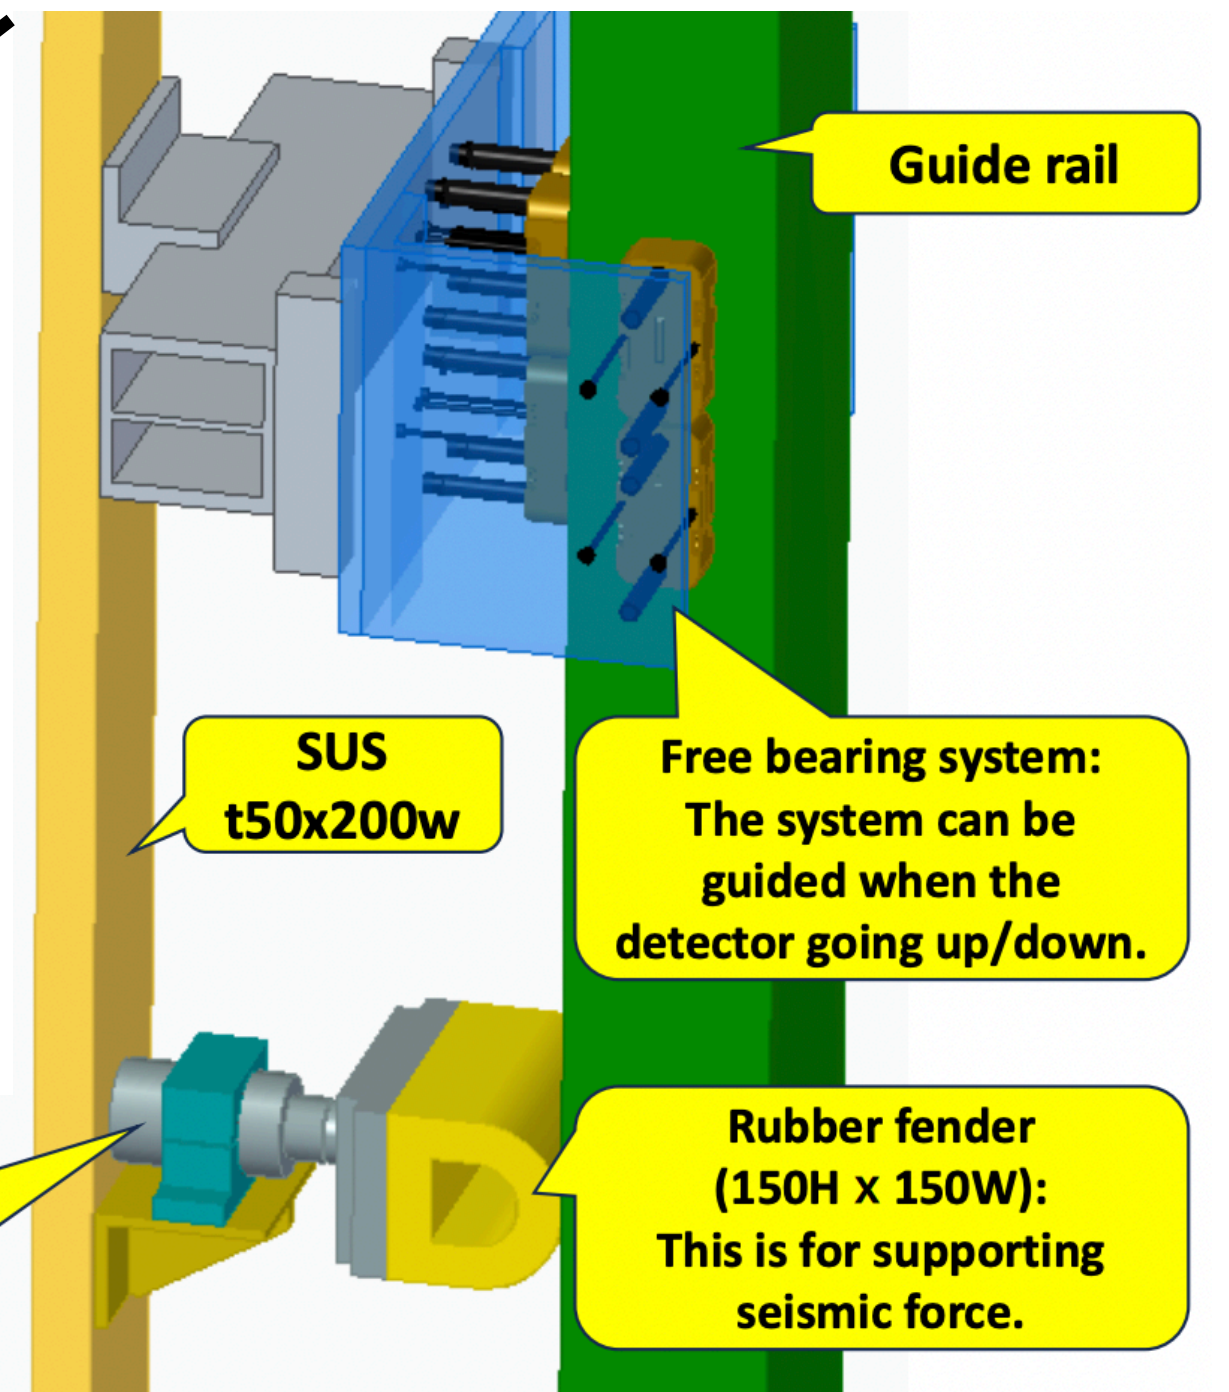 Guide rail
SUS
t50x200w
Free bearing system:
The system can be
guided when the
detector going up/down.
Rubber fender
(150H x 150W):
This is for supporting
seismic force.